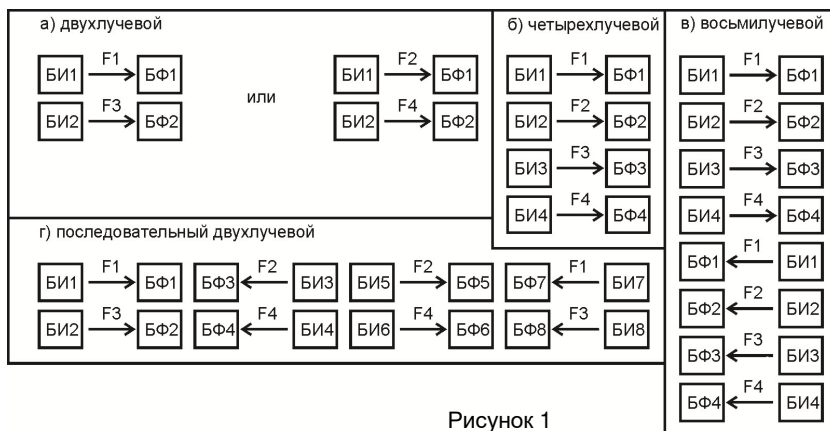 а) двухлучевой
БИ1 F1 БФ1
БИ2 F3 БФ2
или
БИ1 F2 БФ1
БИ2 F4 БФ2
б) четырехлучевой
БИ1 F1 БФ1
БИ2 F2 БФ2
БИ3 F3 БФ3
БИ4 F4 БФ4
в) восьмилучевой
БИ1 F1 БФ1
БИ2 F2 БФ2
БИ3 F3 БФ3
БИ4 F4 БФ4
БФ1 F1 БИ1
БФ2 F2 БИ2
БФ3 F3 БИ3
БФ4 F4 БИ4
г) последовательный двухлучевой
БИ1 F1 БФ1 БФ3 F2 БИ3 БИ5 F2 БФ5 БФ7 F1 БИ7
БИ2 F3 БФ2 БФ4 F4 БИ4 БИ6 F4 БФ6 БФ8 F3 БИ8
Рисунок 1